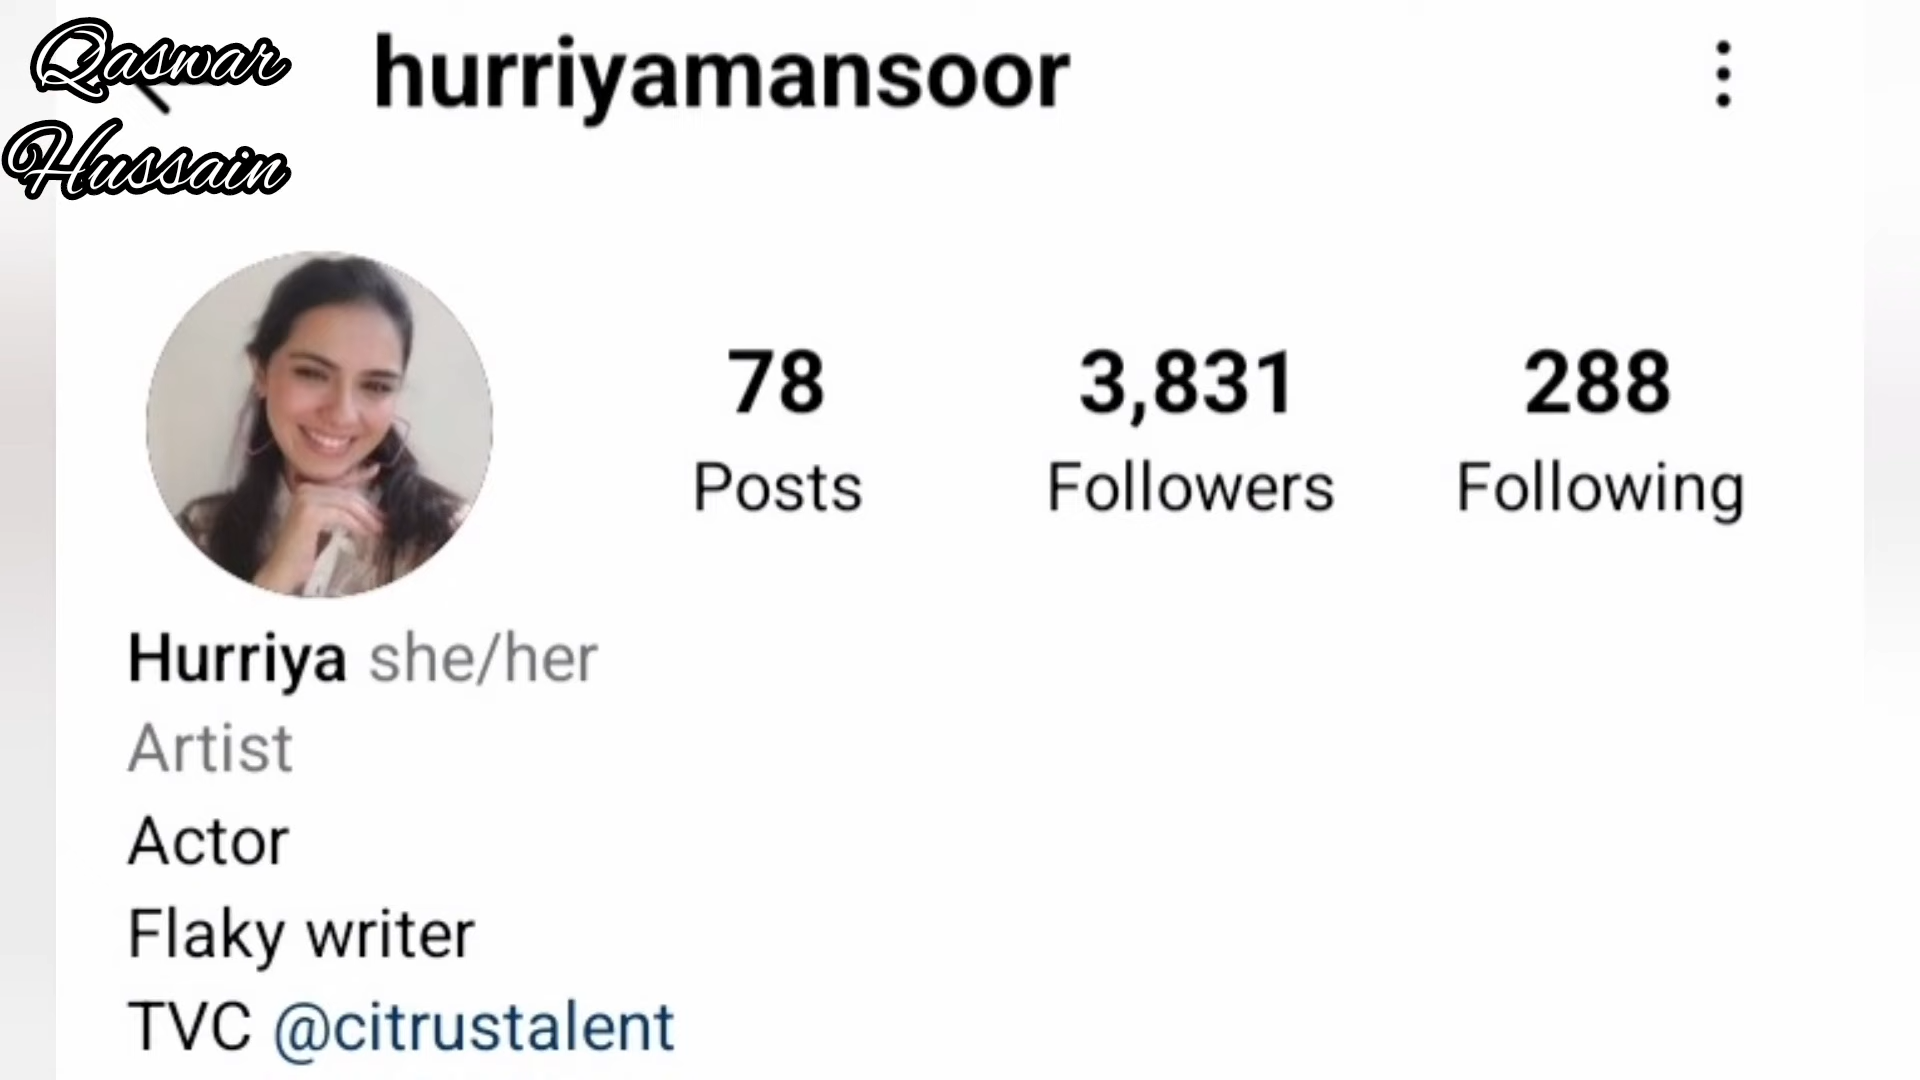 Qaswar
Hussain
hurriyamansoor
78
3,831
288
Posts
Followers
Following
Hurriya she/her
Artist
Actor
Flaky writer
TVC @citrustalent